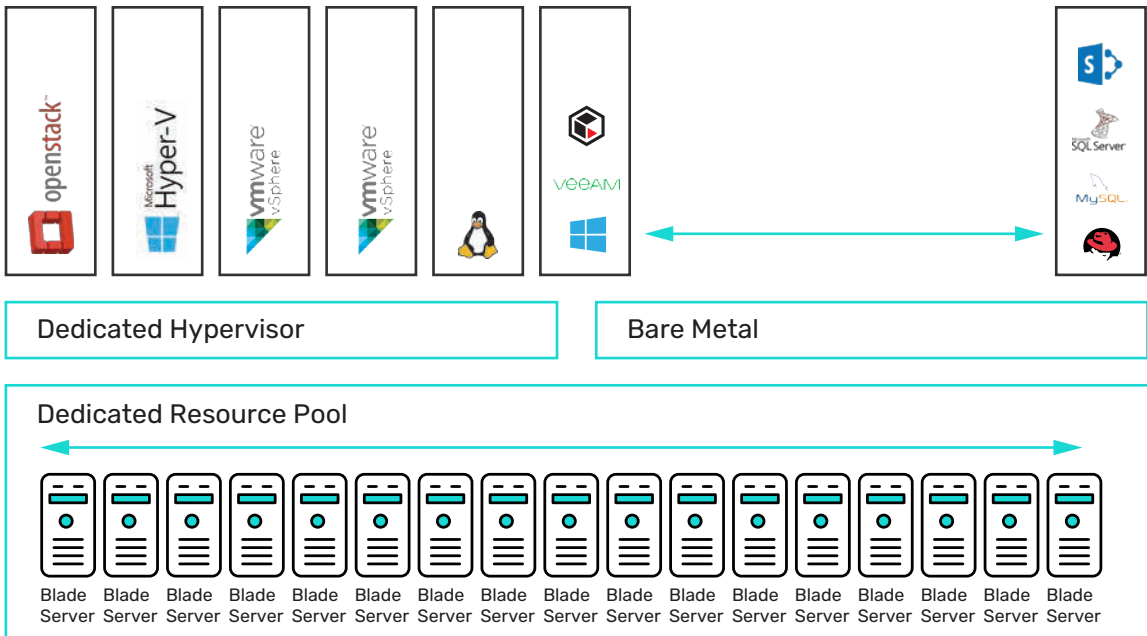 openstack™
Microsoft
Hyper-V
vmware
vSphere
vmware
vSphere
veeAM
S
Microsoft
SQL Server
MySQL
Dedicated Hypervisor
Bare Metal
Dedicated Resource Pool
Blade Blade Blade Blade Blade Blade Blade Blade Blade Blade Blade Blade Blade Blade Blade Blade Blade
Server Server Server Server Server Server Server Server Server Server Server Server Server Server Server Server Server